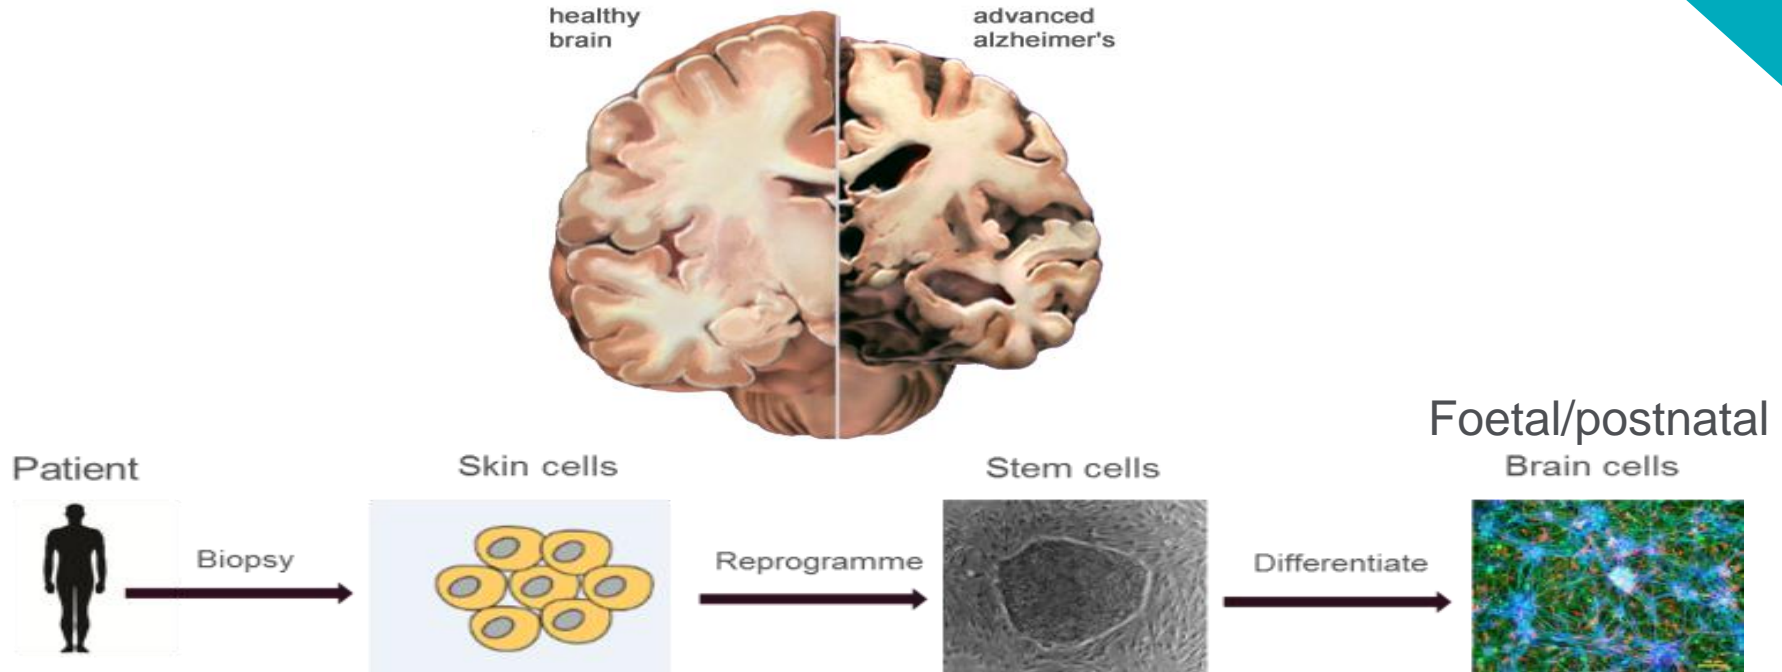 healthy
brain
advanced
alzheimer's
Foetal/postnatal
Patient
Skin cells
Stem cells
Brain cells
Biopsy
Reprogramme
Differentiate